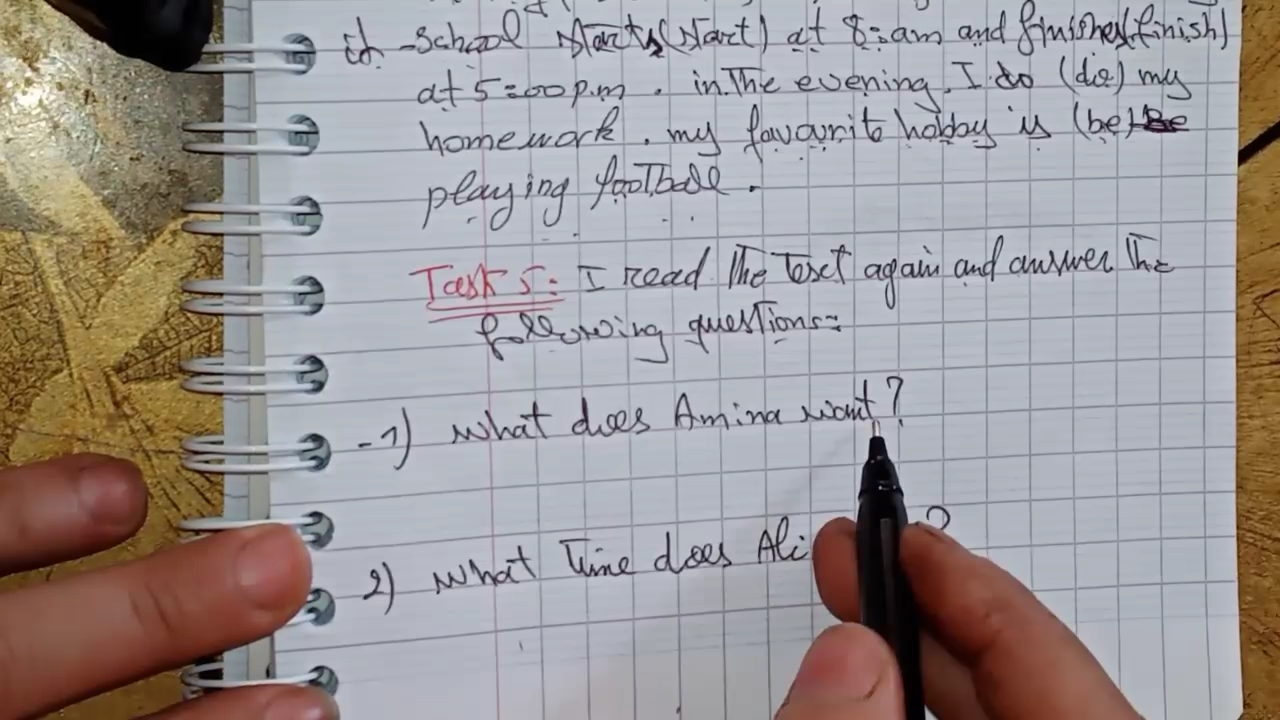 it. - School starts (start) at 8:am and finishes (finish)
at 5:00 p.m. in the evening, I do (do) my
homework. my favourite hobby is (be)
playing football.
Task 5: I read the text again and answer the
following questions:
-1) what does Amina want?
2) what time does Ali ?